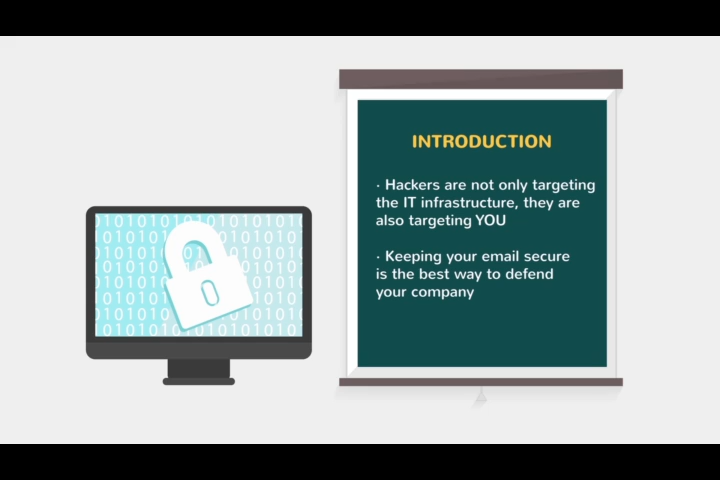 INTRODUCTION
· Hackers are not only targeting
the IT infrastructure, they are
also targeting YOU
· Keeping your email secure
is the best way to defend
your company